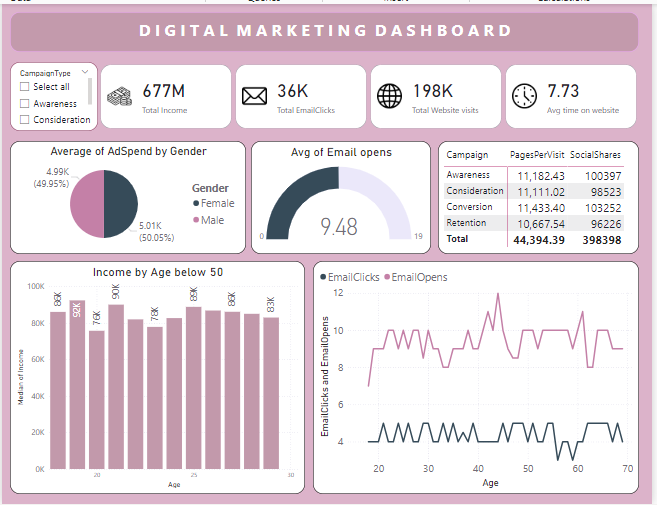 DIGITAL MARKETING DASHBOARD
CampaignType
Select all
Awareness
Consideration
677M
Total Income
36K
Total EmailClicks
198K
Total Website visits
7.73
Avg time on website
Average of AdSpend by Gender
4.99K
(49.95%)
5.01K
(50.05%)
Gender
Female
Male
Avg of Email opens
9.48
0
19
Campaign PagesPerVisit SocialShares
Awareness 11,182.43 100397
Consideration 11,111.02 98523
Conversion 11,433.40 103252
Retention 10,667.54 96226
Total 44,394.39 398398
Income by Age below 50
Median of Income
100K
80K
60K
40K
20K
0K
86K
92K
76K
90K
78K
89K
86K
83K
20 25 30
Age
EmailClicks EmailOpens
EmailClicks and EmailOpens
12
10
8
6
4
20 30 40 50 60 70
Age